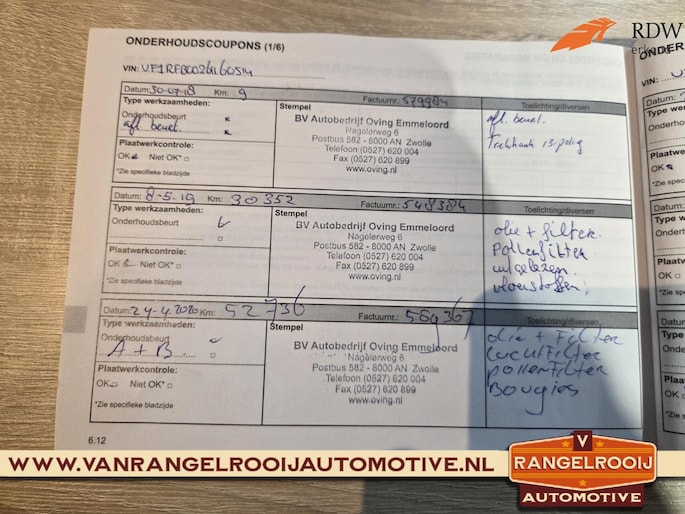 RDW
erkend
ONDERHOUDSCOUPONS (1/6)
VIN:
Datum: 30-07-18 Km: 9 Factuurnr.: 529904
Type werkzaamheden: Stempel Toelichting/diversen
Onderhoudsbeurt
afl. beurt.
BV Autobedrijf Oving Emmeloord
Nagelerweg 6
Postbus 582 - 8000 AN Zwolle
Telefoon (0527) 620 004
Fax (0527) 620 899
www.oving.nl
afl. beurt.
Trekhaak 13-polig
Plaatwerkcontrole:
OK Niet OK*
*Zie specifieke bladzijde
Datum: 8-5-19 Km: 30352 Factuurnr.: 548384
Type werkzaamheden: Stempel Toelichting/diversen
Onderhoudsbeurt
BV Autobedrijf Oving Emmeloord
Nagelerweg 6
Postbus 582 - 8000 AN Zwolle
Telefoon (0527) 620 004
Fax (0527) 620 899
www.oving.nl
olie + filter.
pollenfilter
uitgelezen.
vloeistoffen.
Plaatwerkcontrole:
OK Niet OK*
*Zie specifieke bladzijde
Datum: 24-4-2020 Km: 52736 Factuurnr.: 569367
Type werkzaamheden: Stempel Toelichting/diversen
Onderhoudsbeurt
A + B
BV Autobedrijf Oving Emmeloord
Nagelerweg 6
Postbus 582 - 8000 AN Zwolle
Telefoon (0527) 620 004
Fax (0527) 620 899
www.oving.nl
olie + filter
luchtfilter
pollenfilter
Bougies
Plaatwerkcontrole:
OK Niet OK*
*Zie specifieke bladzijde
6.12
WWW.VANRANGELROOIJAUTOMOTIVE.NL
V
RANGELROOIJ
AUTOMOTIVE